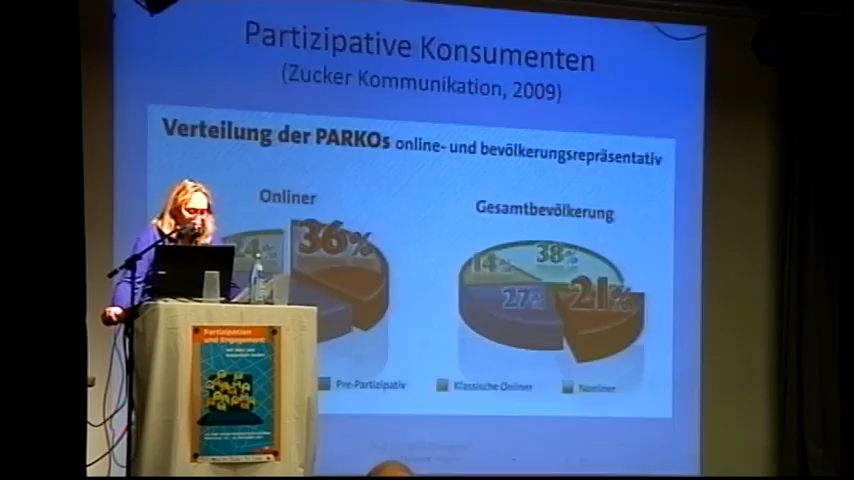 Partizipative Konsumenten
(Zucker Kommunikation, 2009)
Verteilung der PARKOs online- und bevölkerungsrepräsentativ
Onliner
Gesamtbevölkerung
36%
14%
38%
27%
21%
Pre-Partizipativ
Klassische Onliner
Nonliner
Partizipation
und Engagement